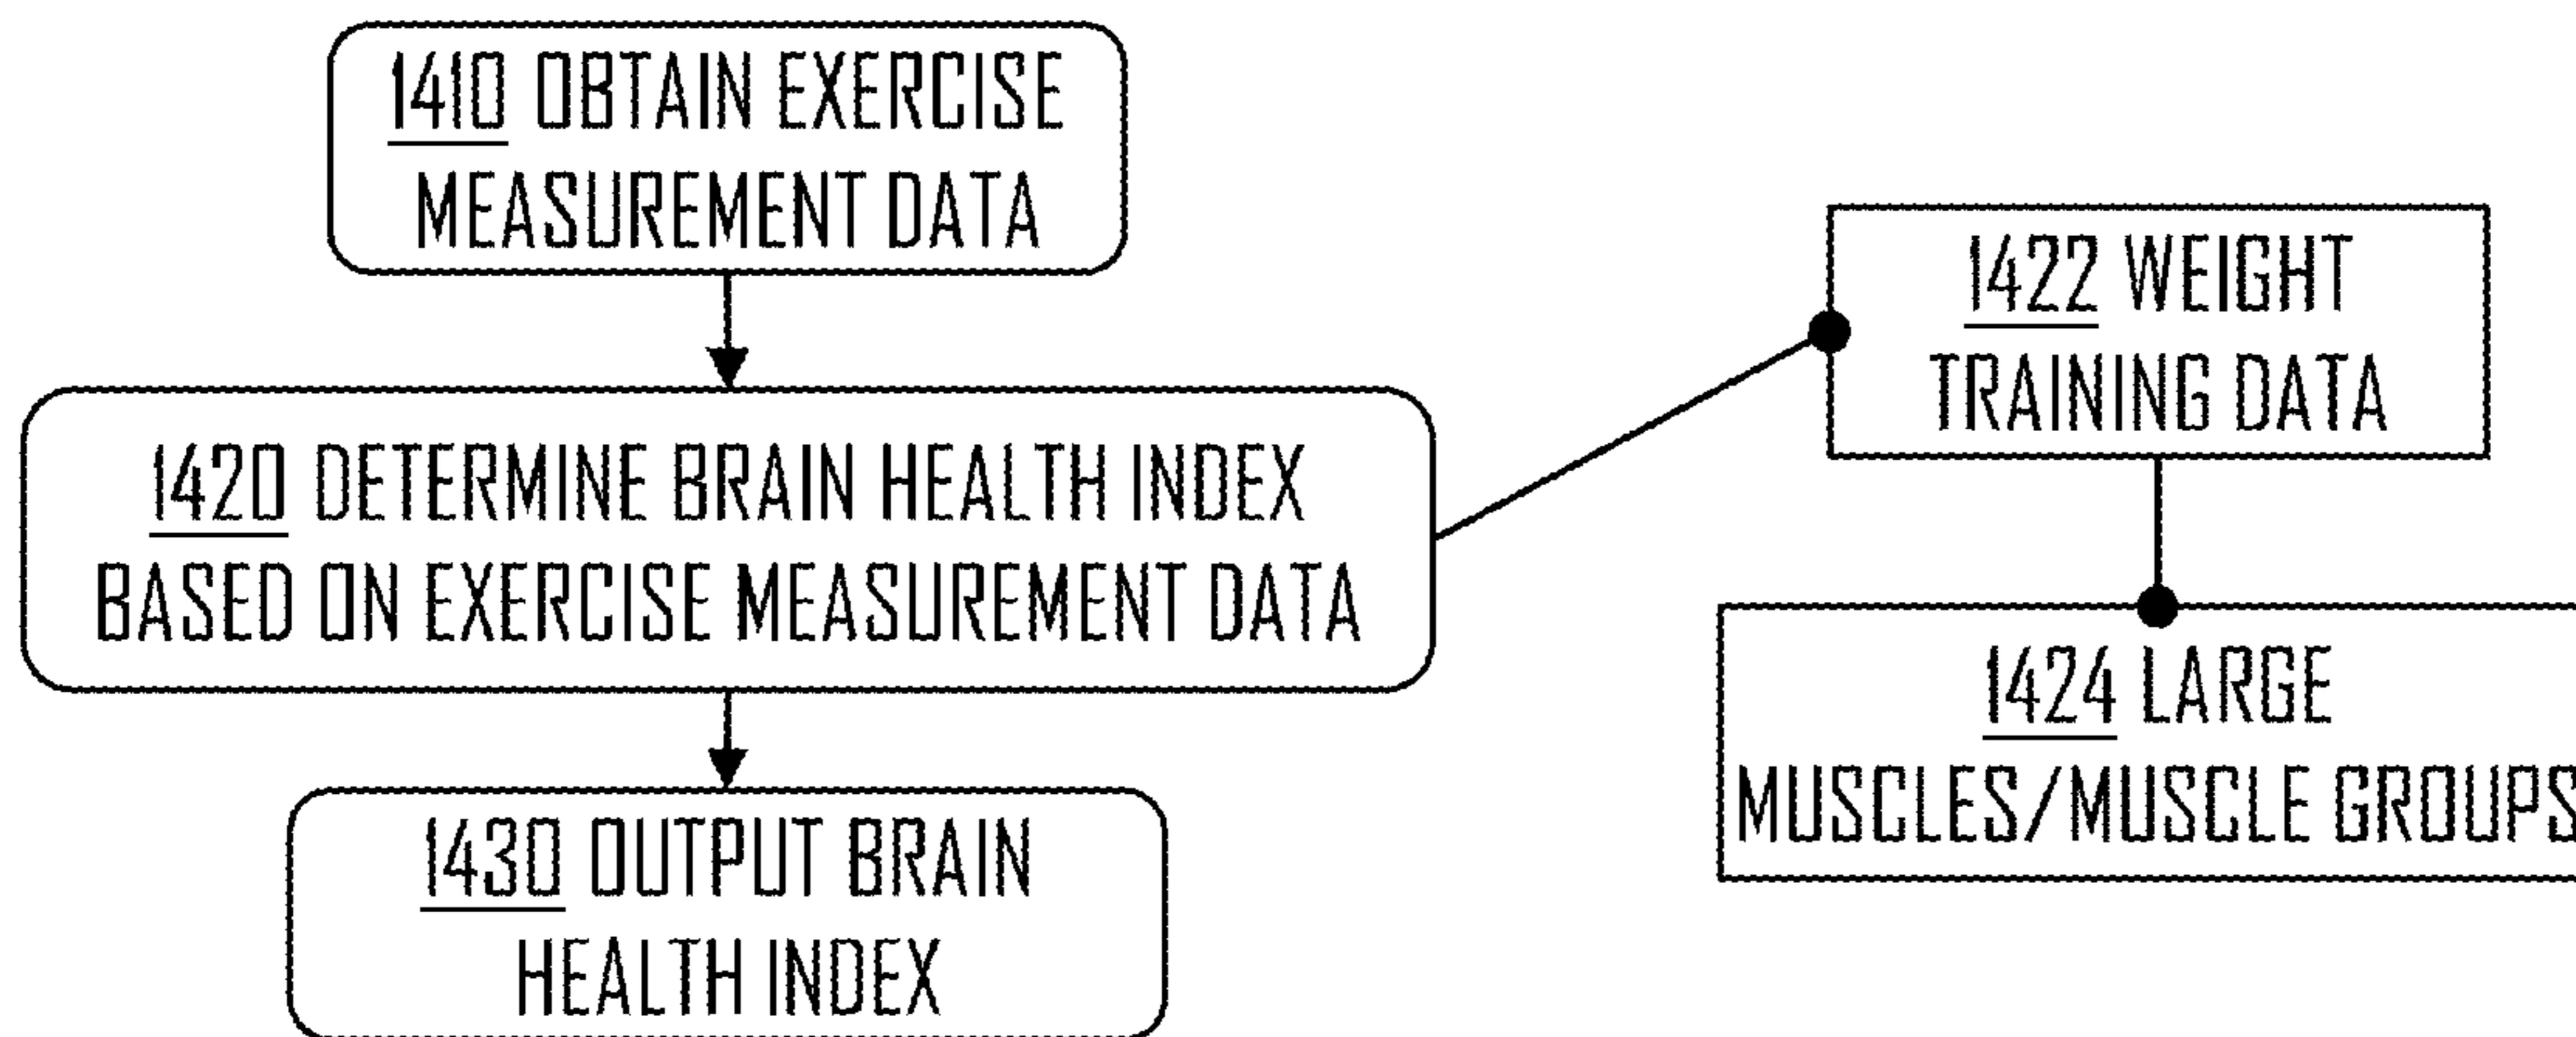 1410 OBTAIN EXERCISE
MEASUREMENT DATA
1420 DETERMINE BRAIN HEALTH INDEX
BASED ON EXERCISE MEASUREMENT DATA
1430 OUTPUT BRAIN
HEALTH INDEX
1422 WEIGHT
TRAINING DATA
1424 LARGE
MUSCLES/MUSCLE GROUPS